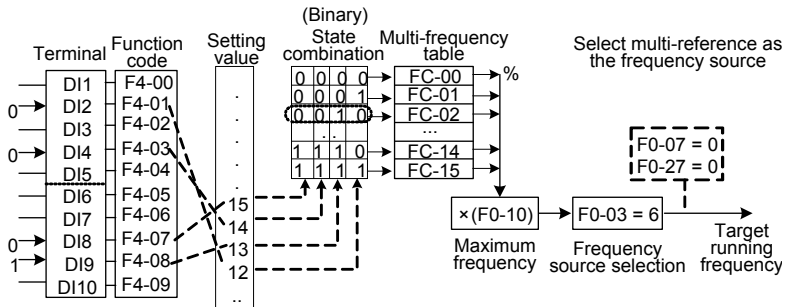 (Binary)
Terminal
Function code
Setting value
State combination
Multi-frequency table
Select multi-reference as the frequency source
DI1 F4-00
0 DI2 F4-01
DI3 F4-02
0 DI4 F4-03
DI5 F4-04
DI6 F4-05
DI7 F4-06
0 DI8 F4-07
1 DI9 F4-08
DI10 F4-09
.
.
.
.
.
.
15
14
13
12
..
0 0 0 0 FC-00 %
0 0 0 1 FC-01
0 0 1 0 FC-02
.. ...
1 1 1 0 FC-14
1 1 1 1 FC-15
F0-07 = 0
F0-27 = 0
×(F0-10)
F0-03 = 6
Maximum frequency
Frequency source selection
Target running frequency